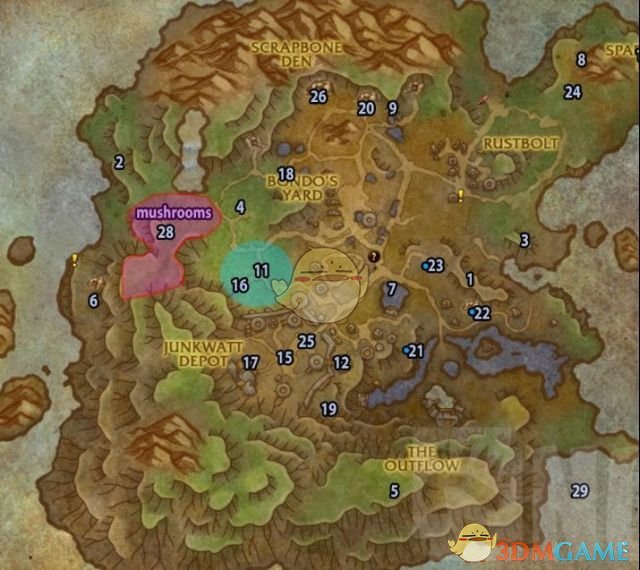 SCRAPBONE
DEN
8
SPA
24
26
20
9
2
RUSTBOLT
18
BONDO'S
YARD
!
mushrooms
4
28
3
!
?
11
23
1
16
6
7
22
25
21
JUNKWATT
DEPOT
17
15
12
19
THE
OUTFLOW
5
29
3DMGAME